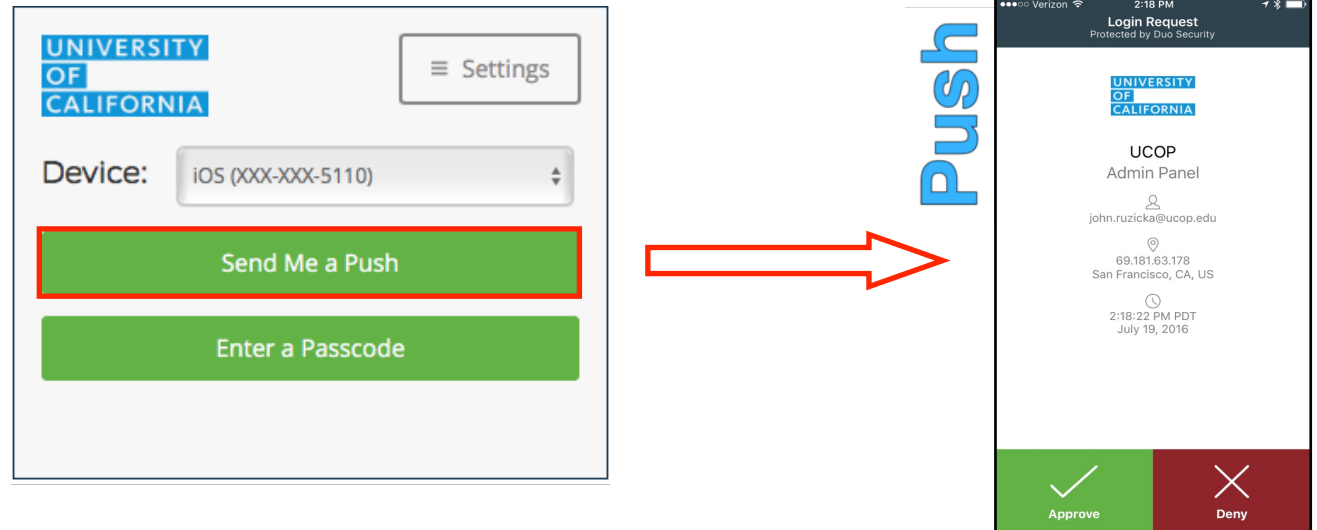 UNIVERSITY
OF
CALIFORNIA
≡ Settings
Device:
iOS (XXX-XXX-5110)
Send Me a Push
Enter a Passcode
Push
●●●○○ Verizon 2:18 PM
Login Request
Protected by Duo Security
UNIVERSITY
OF
CALIFORNIA
UCOP
Admin Panel
john.ruzicka@ucop.edu
69.181.63.178
San Francisco, CA, US
2:18:22 PM PDT
July 19, 2016
Approve
Deny